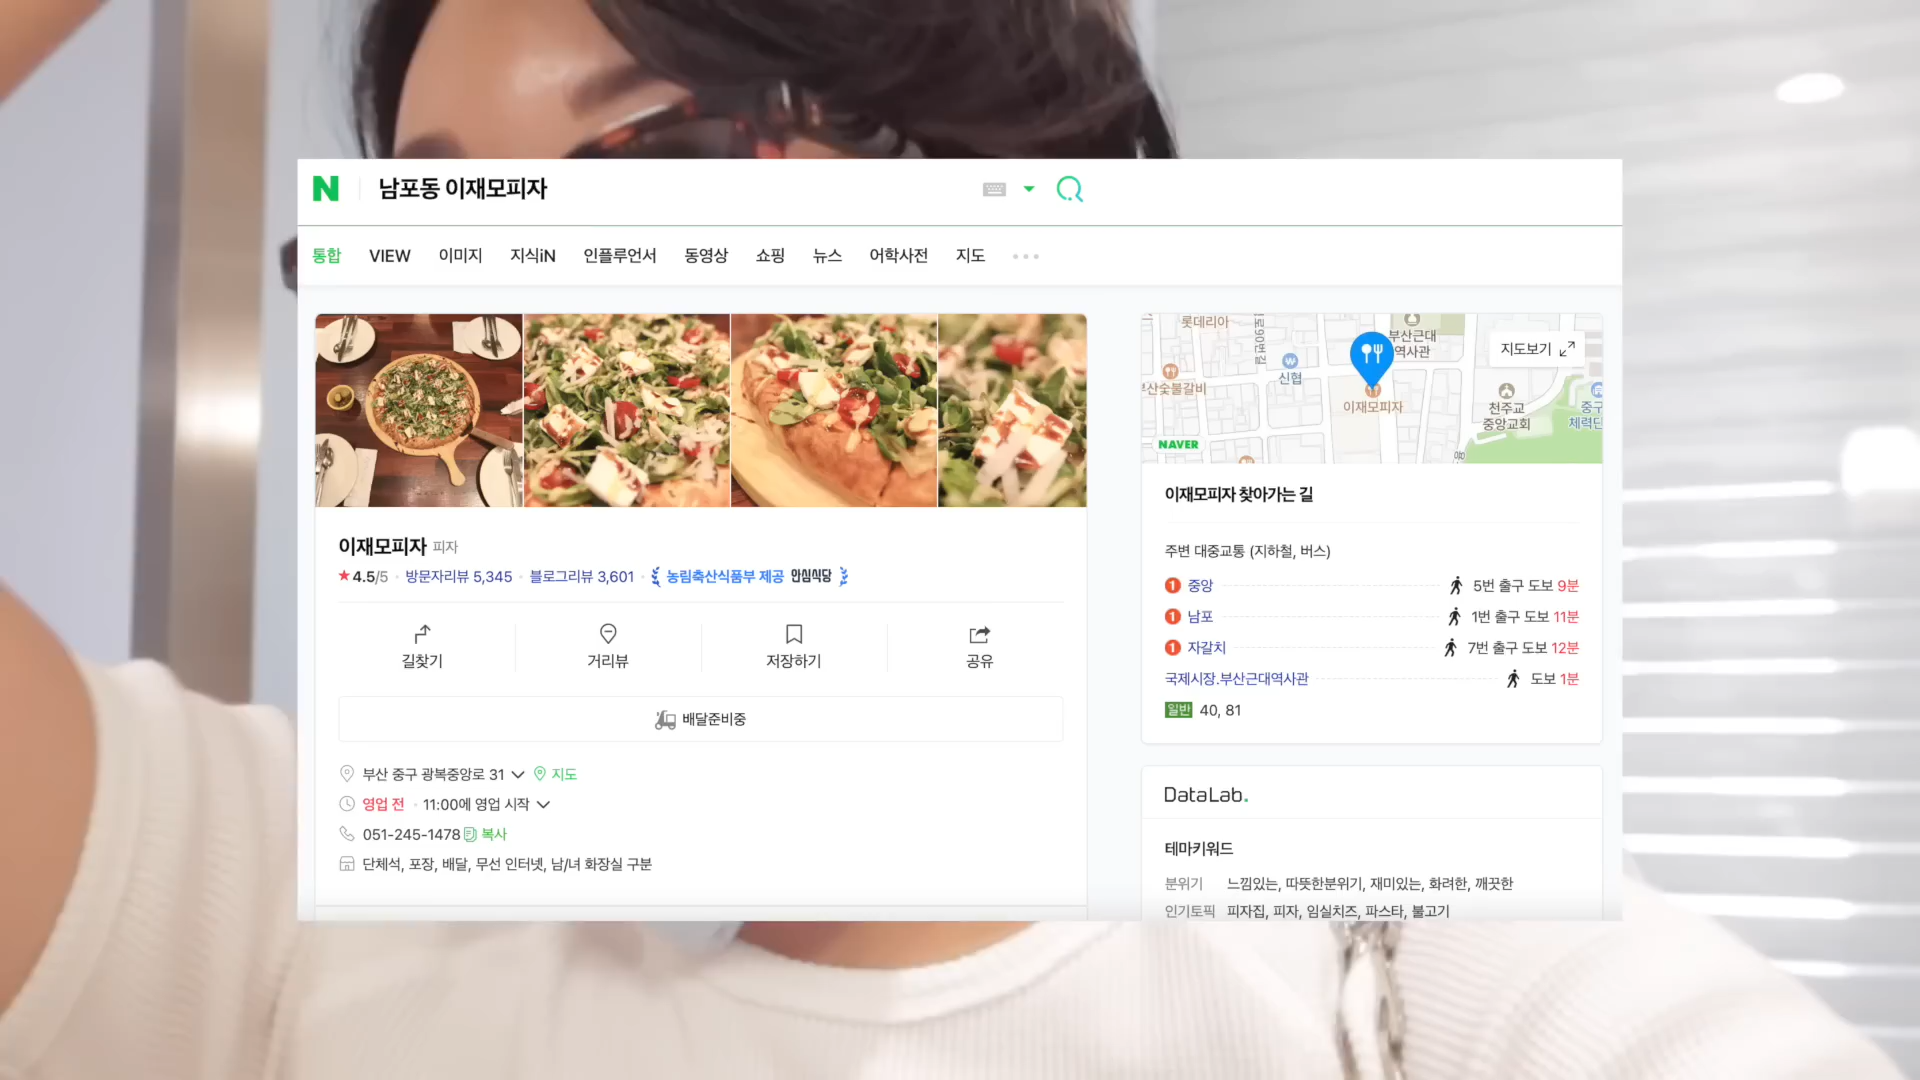 N 남포동 이재모피자
통합 VIEW 이미지 지식iN 인플루언서 동영상 쇼핑 뉴스 어학사전 지도
이재모피자 피자
4.5/5 · 방문자리뷰 5,345 · 블로그리뷰 3,601 · 농림축산식품부 제공 안심식당
길찾기 거리뷰 저장하기 공유
배달준비중
부산 중구 광복중앙로 31 지도
영업 전 · 11:00에 영업 시작
051-245-1478 복사
단체석, 포장, 배달, 무선 인터넷, 남/녀 화장실 구분
롯데리아
로90번길
부산근대
역사관
지도보기
신협
산숯불갈비
이재모피자
천주교
중앙교회
중구
체력단
NAVER
이재모피자 찾아가는 길
주변 대중교통 (지하철, 버스)
1 중앙 5번 출구 도보 9분
1 남포 1번 출구 도보 11분
1 자갈치 7번 출구 도보 12분
국제시장.부산근대역사관 도보 1분
일반 40, 81
DataLab.
테마키워드
분위기 느낌있는, 따뜻한분위기, 재미있는, 화려한, 깨끗한
인기토픽 피자집, 피자, 임실치즈, 파스타, 불고기